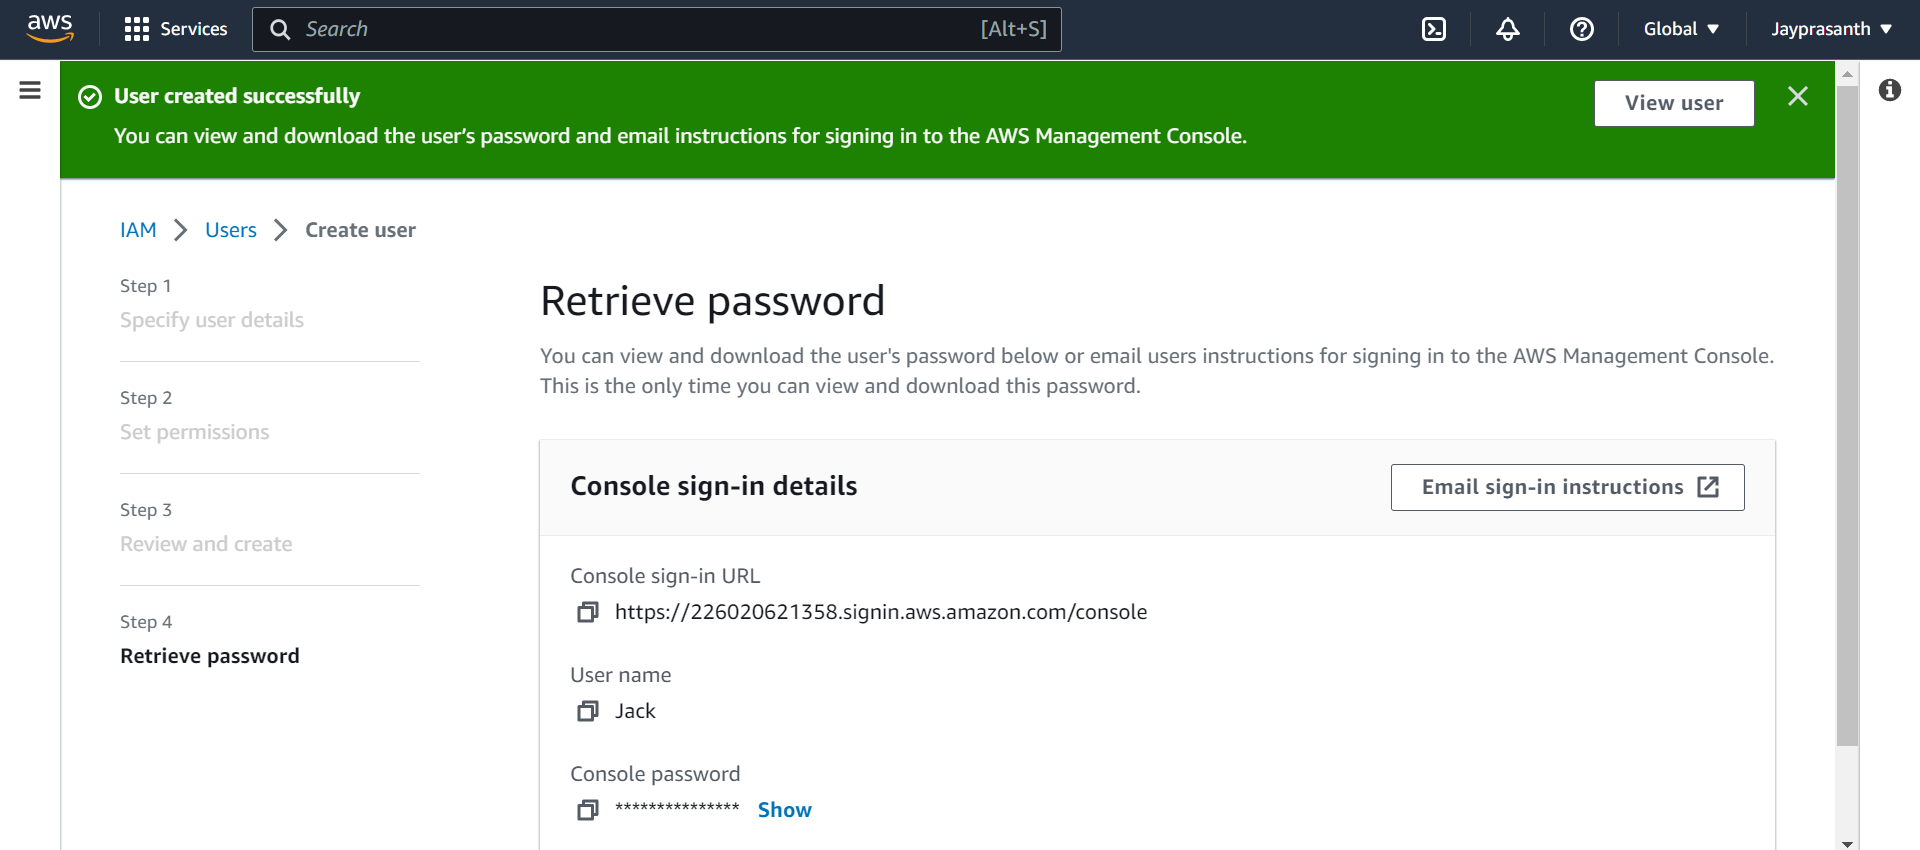 aws
Services
Search
[Alt+S]
Global
Jayprasanth
User created successfully
You can view and download the user’s password and email instructions for signing in to the AWS Management Console.
View user
IAM
Users
Create user
Step 1
Specify user details
Step 2
Set permissions
Step 3
Review and create
Step 4
Retrieve password
Retrieve password
You can view and download the user's password below or email users instructions for signing in to the AWS Management Console.
This is the only time you can view and download this password.
Console sign-in details
Email sign-in instructions
Console sign-in URL
https://226020621358.signin.aws.amazon.com/console
User name
Jack
Console password
*************** Show